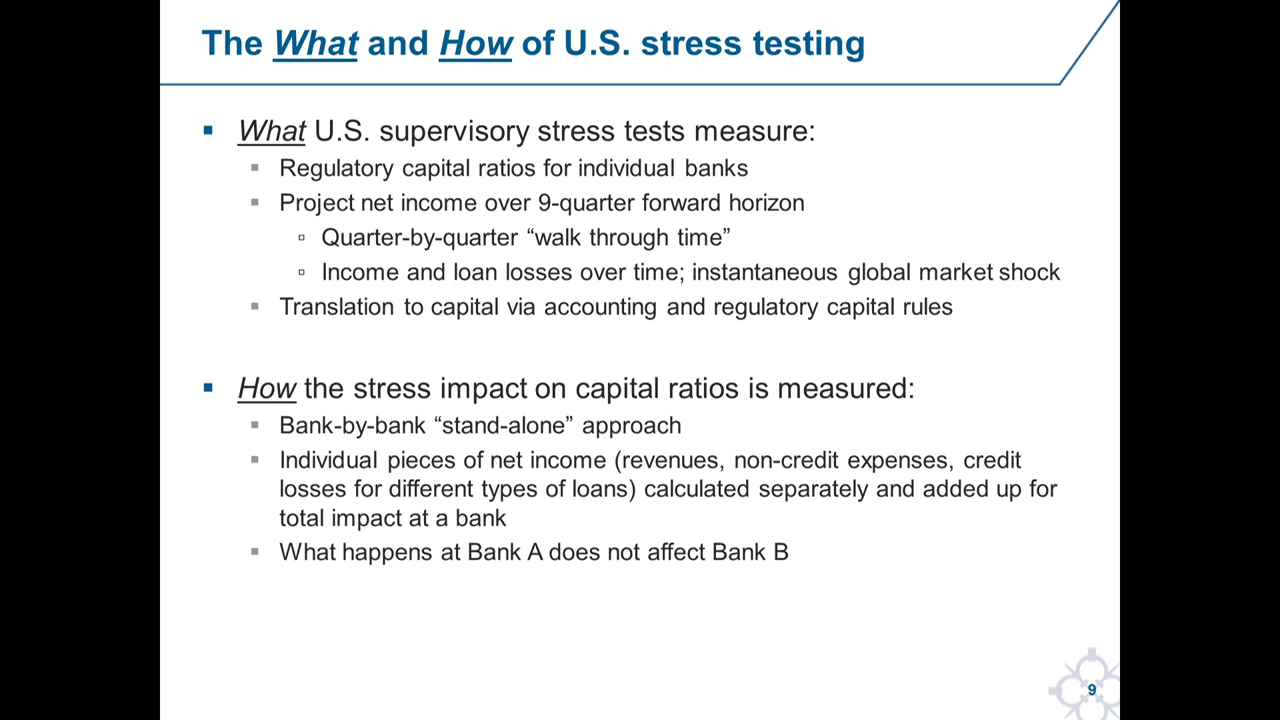 The What and How of U.S. stress testing
What U.S. supervisory stress tests measure:
Regulatory capital ratios for individual banks
Project net income over 9-quarter forward horizon
Quarter-by-quarter “walk through time”
Income and loan losses over time; instantaneous global market shock
Translation to capital via accounting and regulatory capital rules
How the stress impact on capital ratios is measured:
Bank-by-bank “stand-alone” approach
Individual pieces of net income (revenues, non-credit expenses, credit
losses for different types of loans) calculated separately and added up for
total impact at a bank
What happens at Bank A does not affect Bank B
9